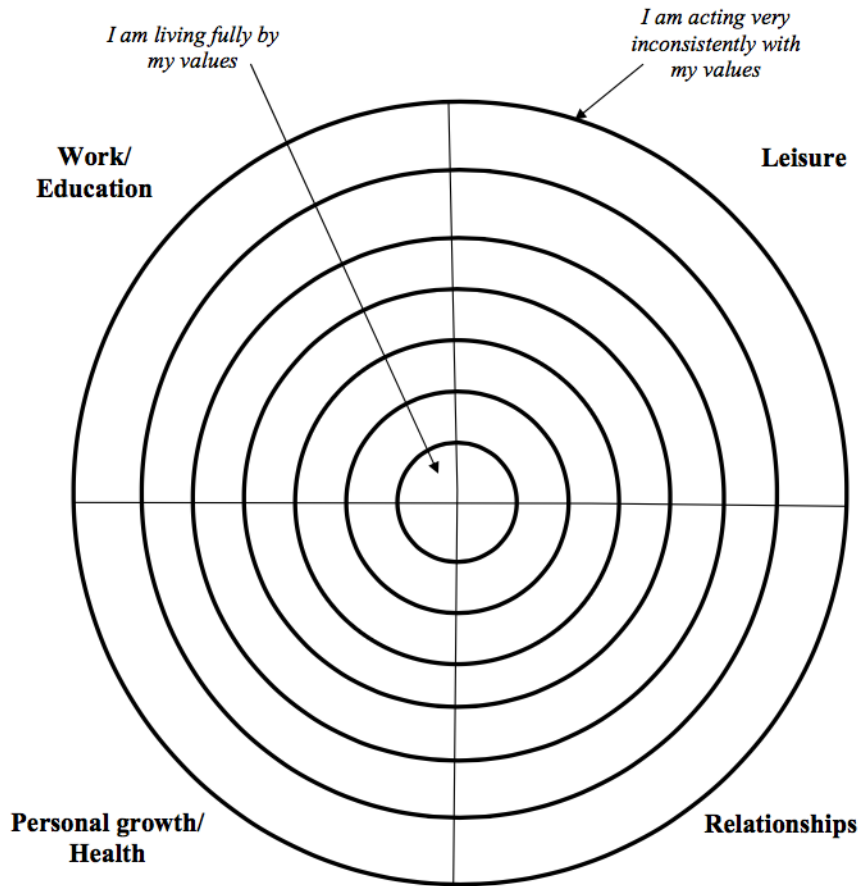 I am living fully by
my values
I am acting very
inconsistently with
my values
Work/
Education
Leisure
Personal growth/
Health
Relationships